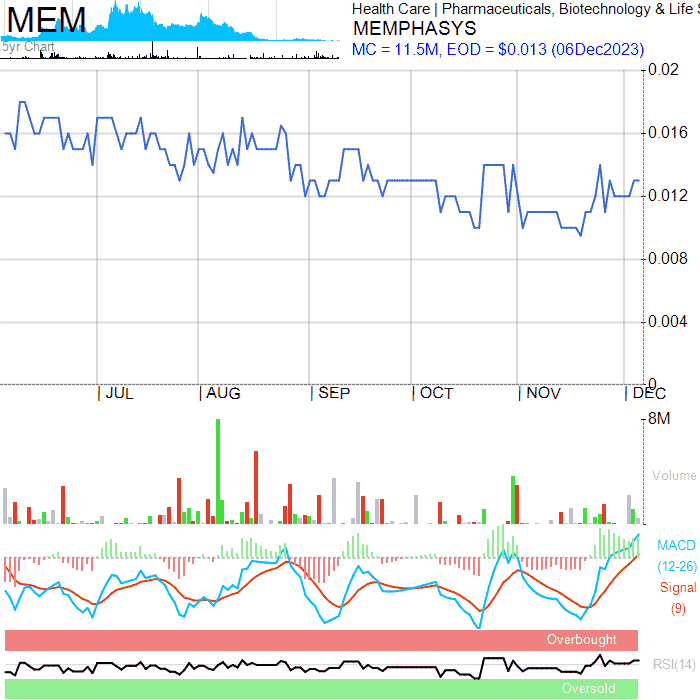 MEM
5yr Chart
Health Care | Pharmaceuticals, Biotechnology & Life S
MEMPHASYS
MC = 11.5M, EOD = $0.013 (06Dec2023)
0.02
0.016
0.012
0.008
0.004
0
| JUL | AUG | SEP | OCT | NOV | DEC
8M
Volume
MACD
(12-26)
Signal
(9)
Overbought
RSI(14)
Oversold